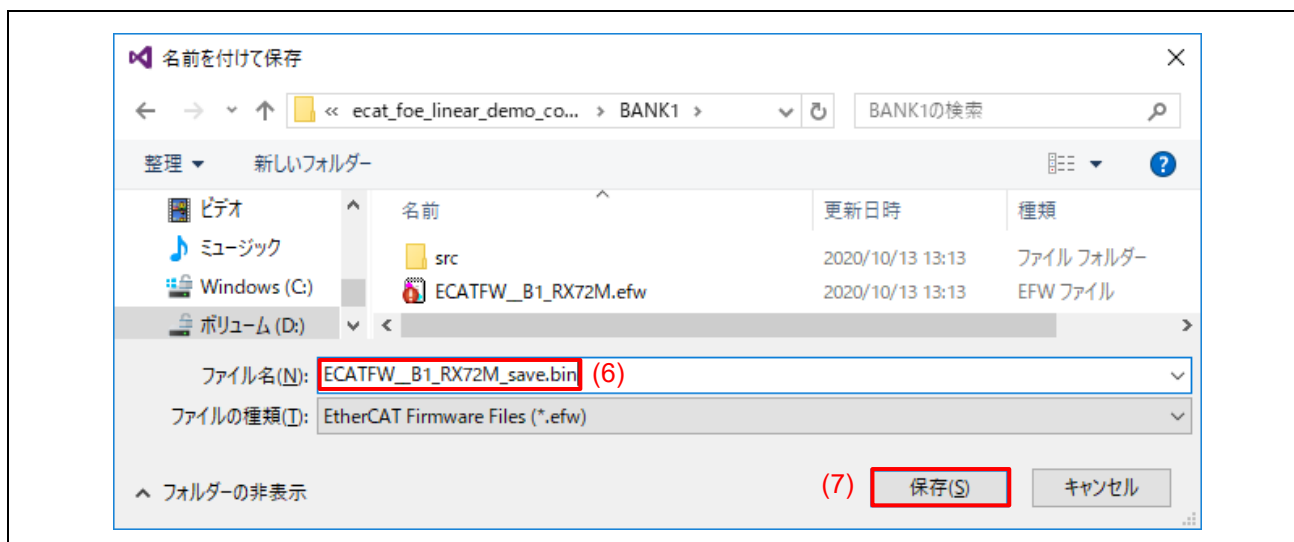 名前を付けて保存
« ecat_foe_linear_demo_co... > BANK1 > BANK1の検索
整理 新しいフォルダー
ビデオ
ミュージック
Windows (C:)
ボリューム (D:)
名前 更新日時 種類
src 2020/10/13 13:13 ファイル フォルダー
ECATFW__B1_RX72M.efw 2020/10/13 13:13 EFW ファイル
ファイル名(N): ECATFW__B1_RX72M_save.bin (6)
ファイルの種類(T): EtherCAT Firmware Files (*.efw)
フォルダーの非表示 (7) 保存(S) キャンセル